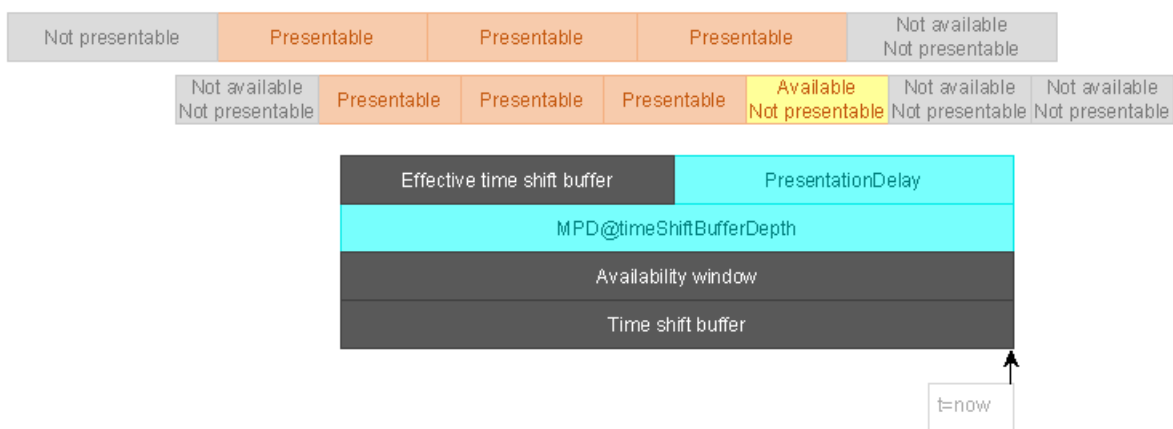 Not presentable
Presentable
Presentable
Presentable
Not available
Not presentable
Not available
Not presentable
Presentable
Presentable
Presentable
Available
Not presentable
Not available
Not presentable
Not available
Not presentable
Effective time shift buffer
PresentationDelay
MPD@timeShiftBufferDepth
Availability window
Time shift buffer
t=now